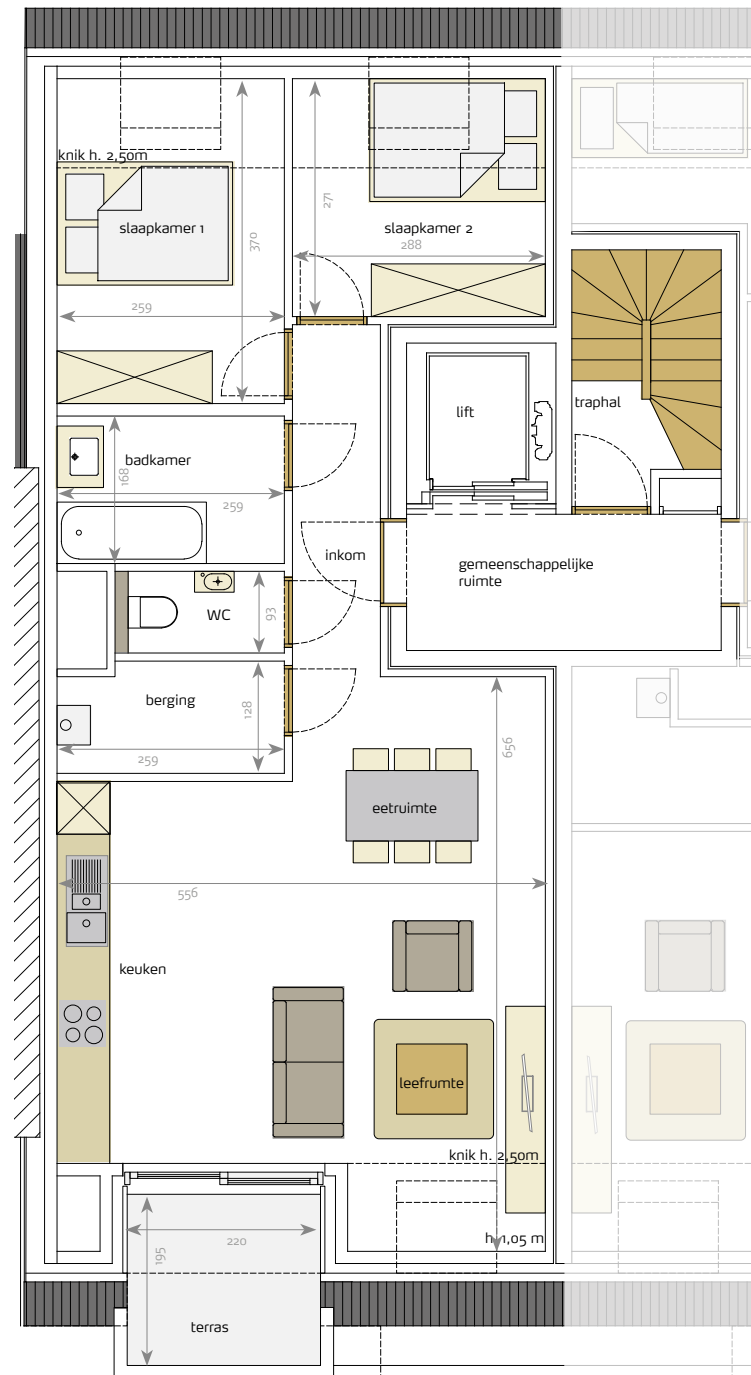 knik h. 2,50m
slaapkamer 1
370
259
271
slaapkamer 2
288
lift
traphal
badkamer
168
259
inkom
gemeenschappelijke
ruimte
WC
93
berging
128
259
656
eetruimte
556
keuken
leefrumte
knik h. 2,50m
h 1,05 m
220
195
terras